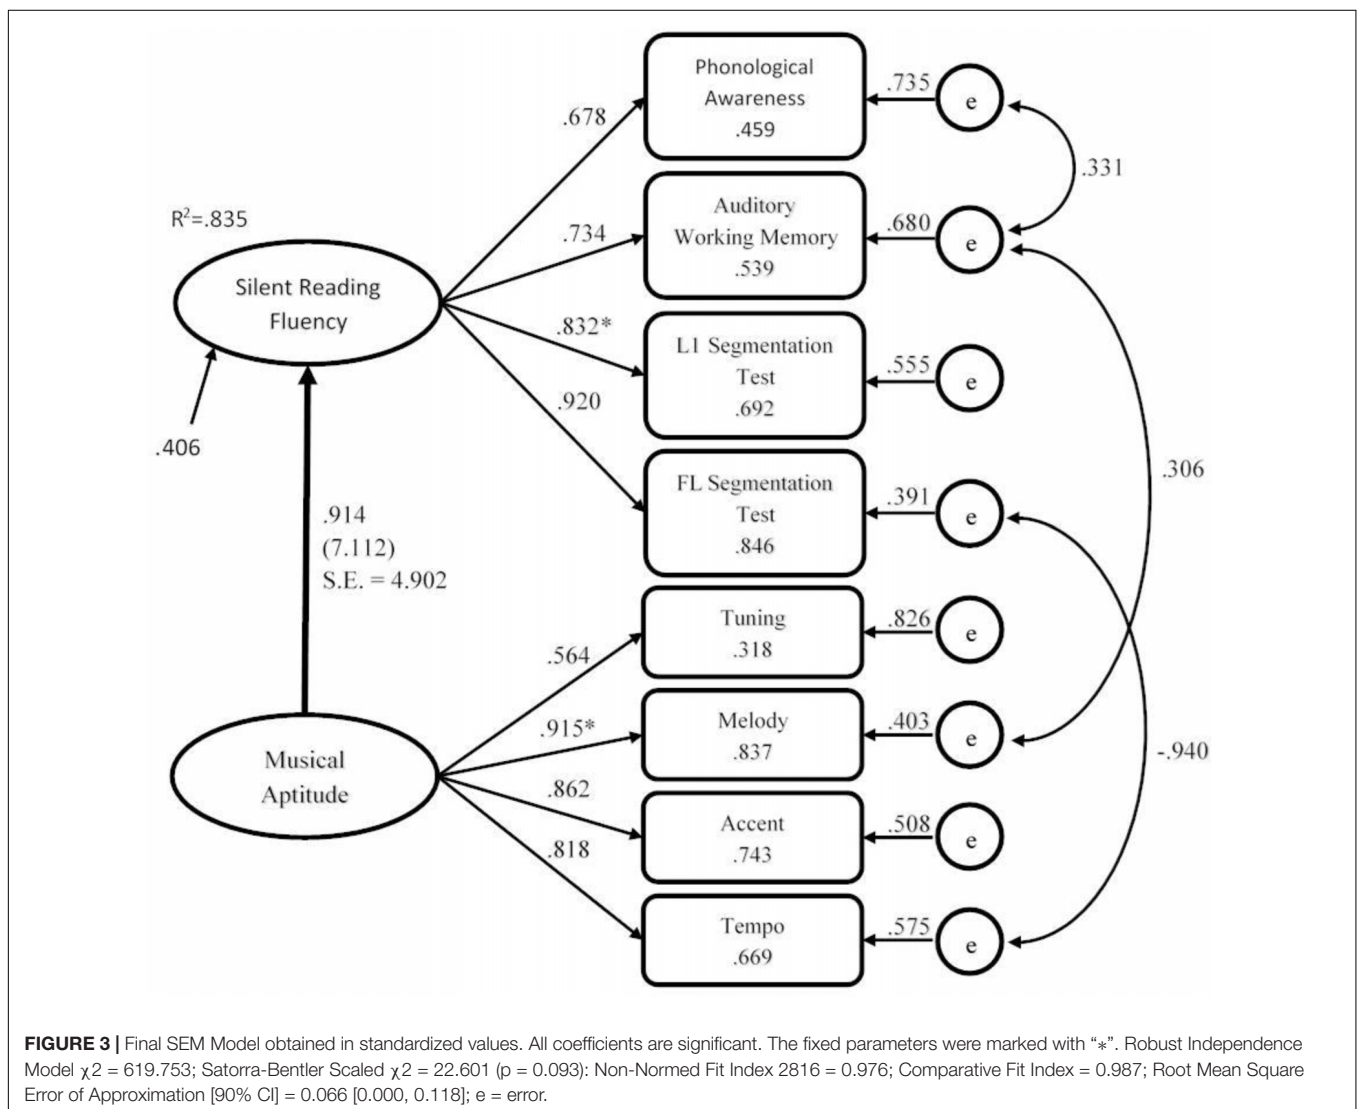 Phonological
Awareness
.459
.735
e
.678
.331
Auditory
Working Memory
.539
.680
e
.734
R²=.835
Silent Reading
Fluency
.832*
L1 Segmentation
Test
.692
.555
e
.920
.406
FL Segmentation
Test
.846
.391
e
.306
.914
(7.112)
S.E. = 4.902
Tuning
.318
.826
e
.564
Melody
.837
.403
e
.915*
-.940
Musical
Aptitude
.862
Accent
.743
.508
e
.818
Tempo
.669
.575
e
FIGURE 3 | Final SEM Model obtained in standardized values. All coefficients are significant. The fixed parameters were marked with “∗”. Robust Independence
Model χ2 = 619.753; Satorra-Bentler Scaled χ2 = 22.601 (p = 0.093): Non-Normed Fit Index 2816 = 0.976; Comparative Fit Index = 0.987; Root Mean Square
Error of Approximation [90% CI] = 0.066 [0.000, 0.118]; e = error.